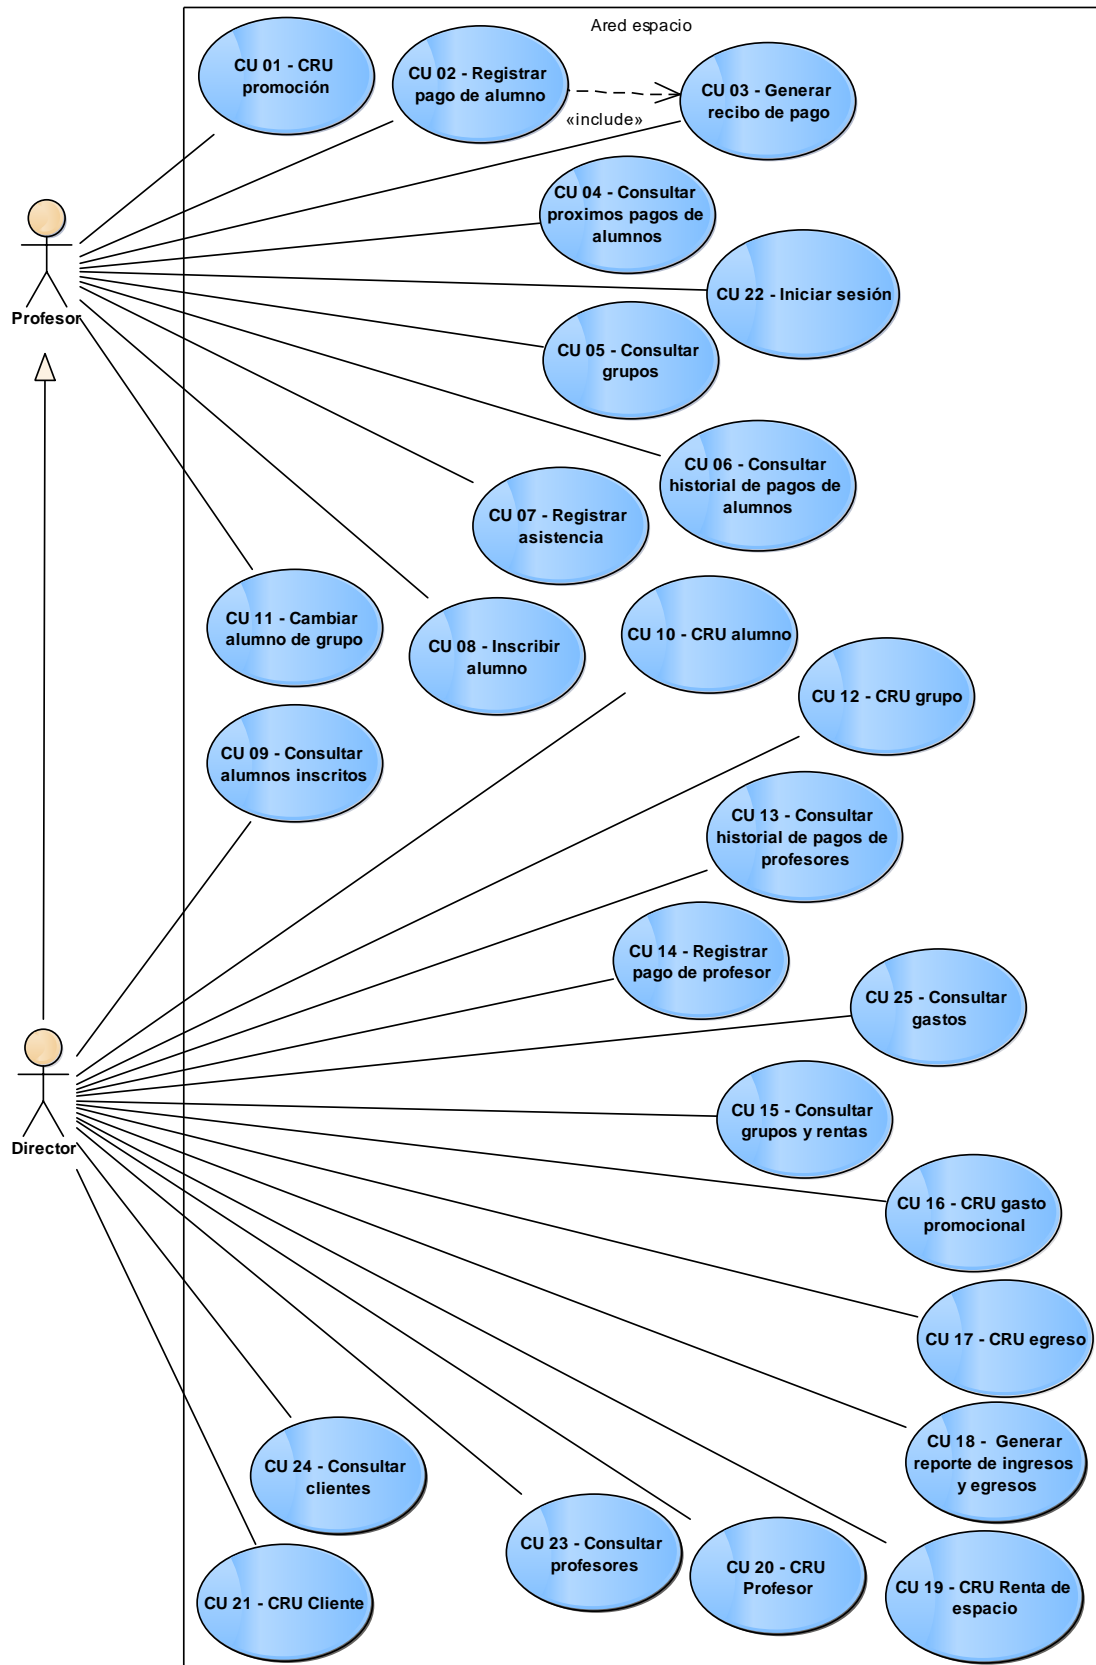 Ared espacio
CU 01 - CRU
promoción
CU 02 - Registrar
pago de alumno
CU 03 - Generar
recibo de pago
«include»
CU 04 - Consultar
proximos pagos de
alumnos
CU 22 - Iniciar sesión
Profesor
CU 05 - Consultar
grupos
CU 06 - Consultar
historial de pagos de
alumnos
CU 07 - Registrar
asistencia
CU 11 - Cambiar
alumno de grupo
CU 08 - Inscribir
alumno
CU 10 - CRU alumno
CU 12 - CRU grupo
CU 09 - Consultar
alumnos inscritos
CU 13 - Consultar
historial de pagos de
profesores
CU 14 - Registrar
pago de profesor
CU 25 - Consultar
gastos
CU 15 - Consultar
grupos y rentas
Director
CU 16 - CRU gasto
promocional
CU 17 - CRU egreso
CU 18 -  Generar
reporte de ingresos
y egresos
CU 24 - Consultar
clientes
CU 23 - Consultar
profesores
CU 20 - CRU
Profesor
CU 19 - CRU Renta de
espacio
CU 21 - CRU Cliente